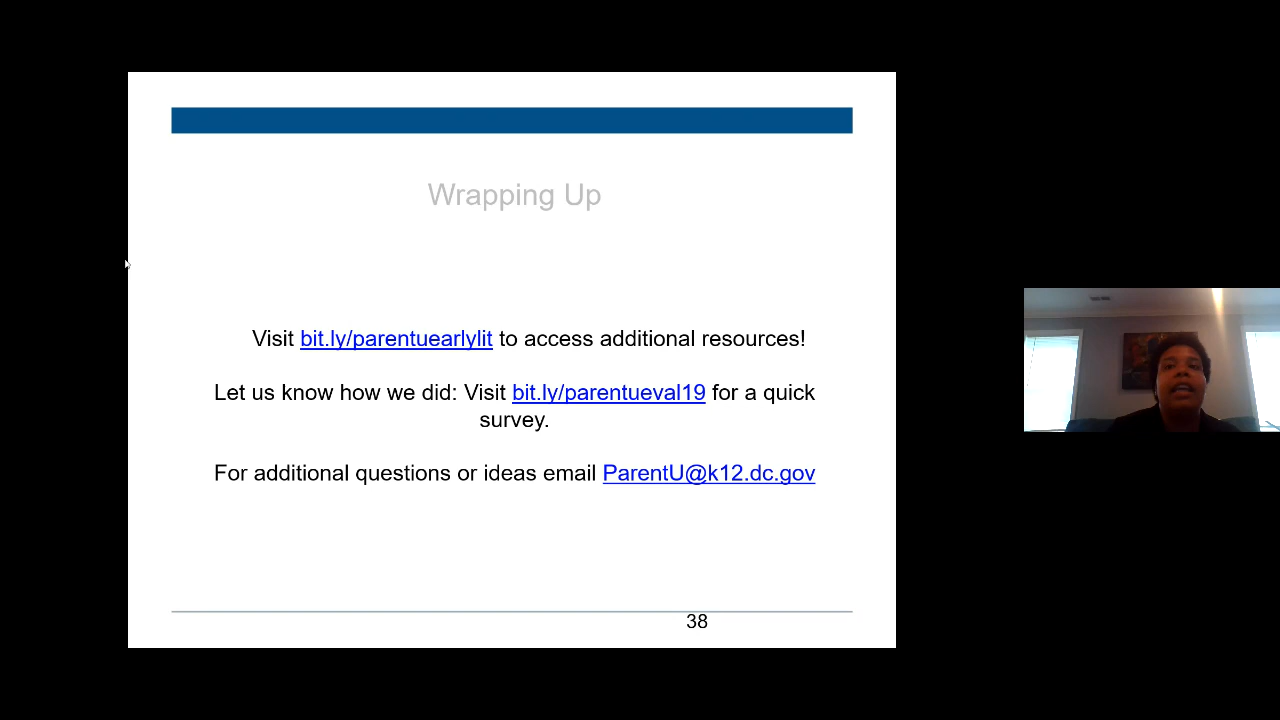 Wrapping Up
Visit bit.ly/parentuearlylit to access additional resources!
Let us know how we did: Visit bit.ly/parentueval19 for a quick
survey.
For additional questions or ideas email ParentU@k12.dc.gov
38